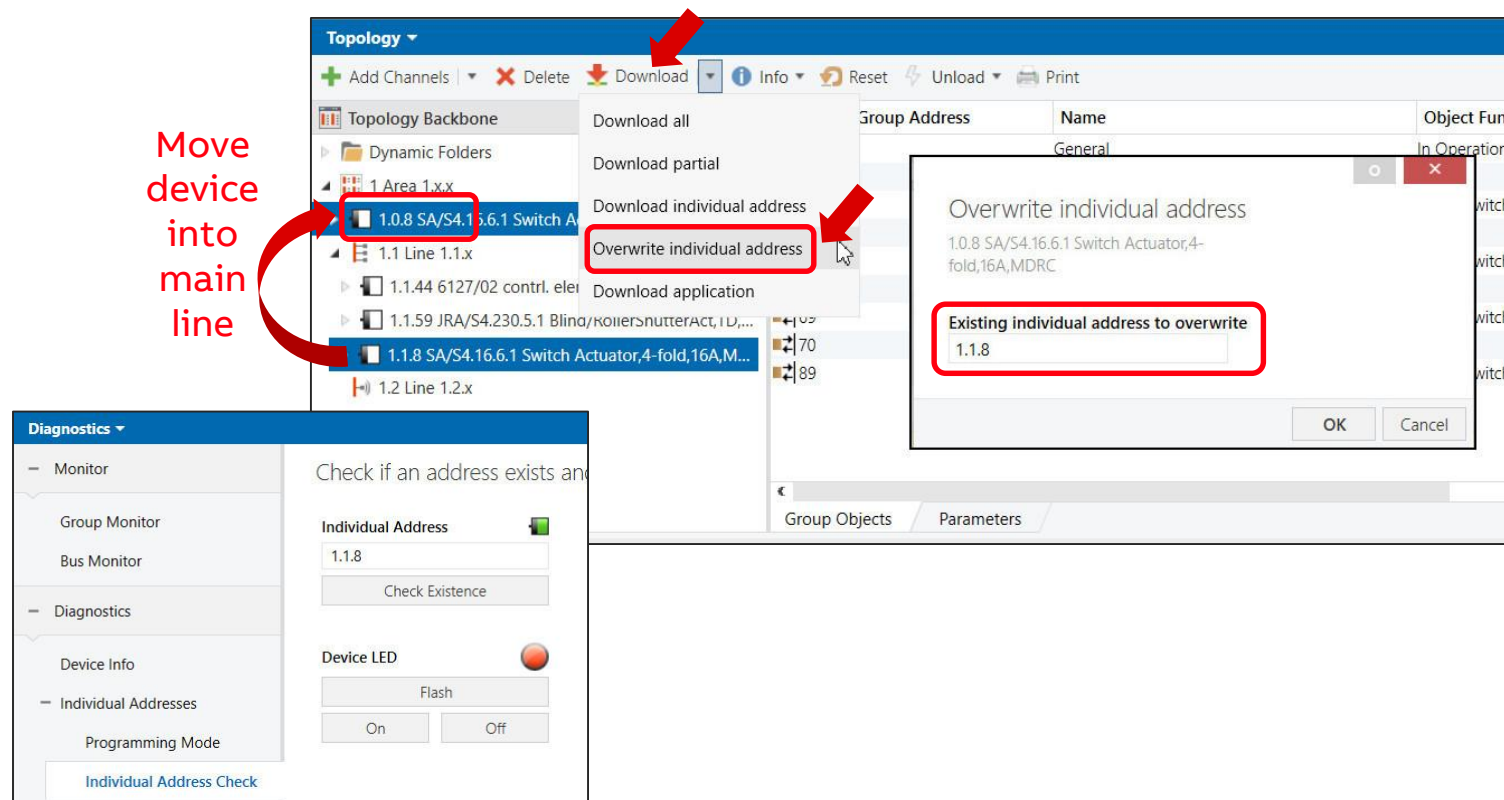 Move
device
into
main
line
Topology
Add Channels
Delete
Download
Info
Reset
Unload
Print
Topology Backbone
Dynamic Folders
1 Area 1.x.x
1.0.8 SA/S4.16.6.1 Switch
1.1 Line 1.1.x
1.1.44 6127/02 contrl.
1.1.59 JRA/S4.230.5.1 Blind/RollerShutterAct,TD,...
1.1.8 SA/S4.16.6.1 Switch Actuator,4-fold,16A,M...
1.2 Line 1.2.x
Download all
Download partial
Download individual address
Overwrite individual address
Download application
Group Address
Name
Object
General
In Operation
69
70
89
Overwrite individual address
1.0.8 SA/S4.16.6.1 Switch Actuator,4-
fold,16A,MDRC
Existing individual address to overwrite
1.1.8
OK
Cancel
Group Objects
Parameters
Diagnostics
Monitor
Group Monitor
Bus Monitor
Diagnostics
Device Info
Individual Addresses
Programming Mode
Individual Address Check
Check if an address exists
Individual Address
1.1.8
Check Existence
Device LED
Flash
On
Off